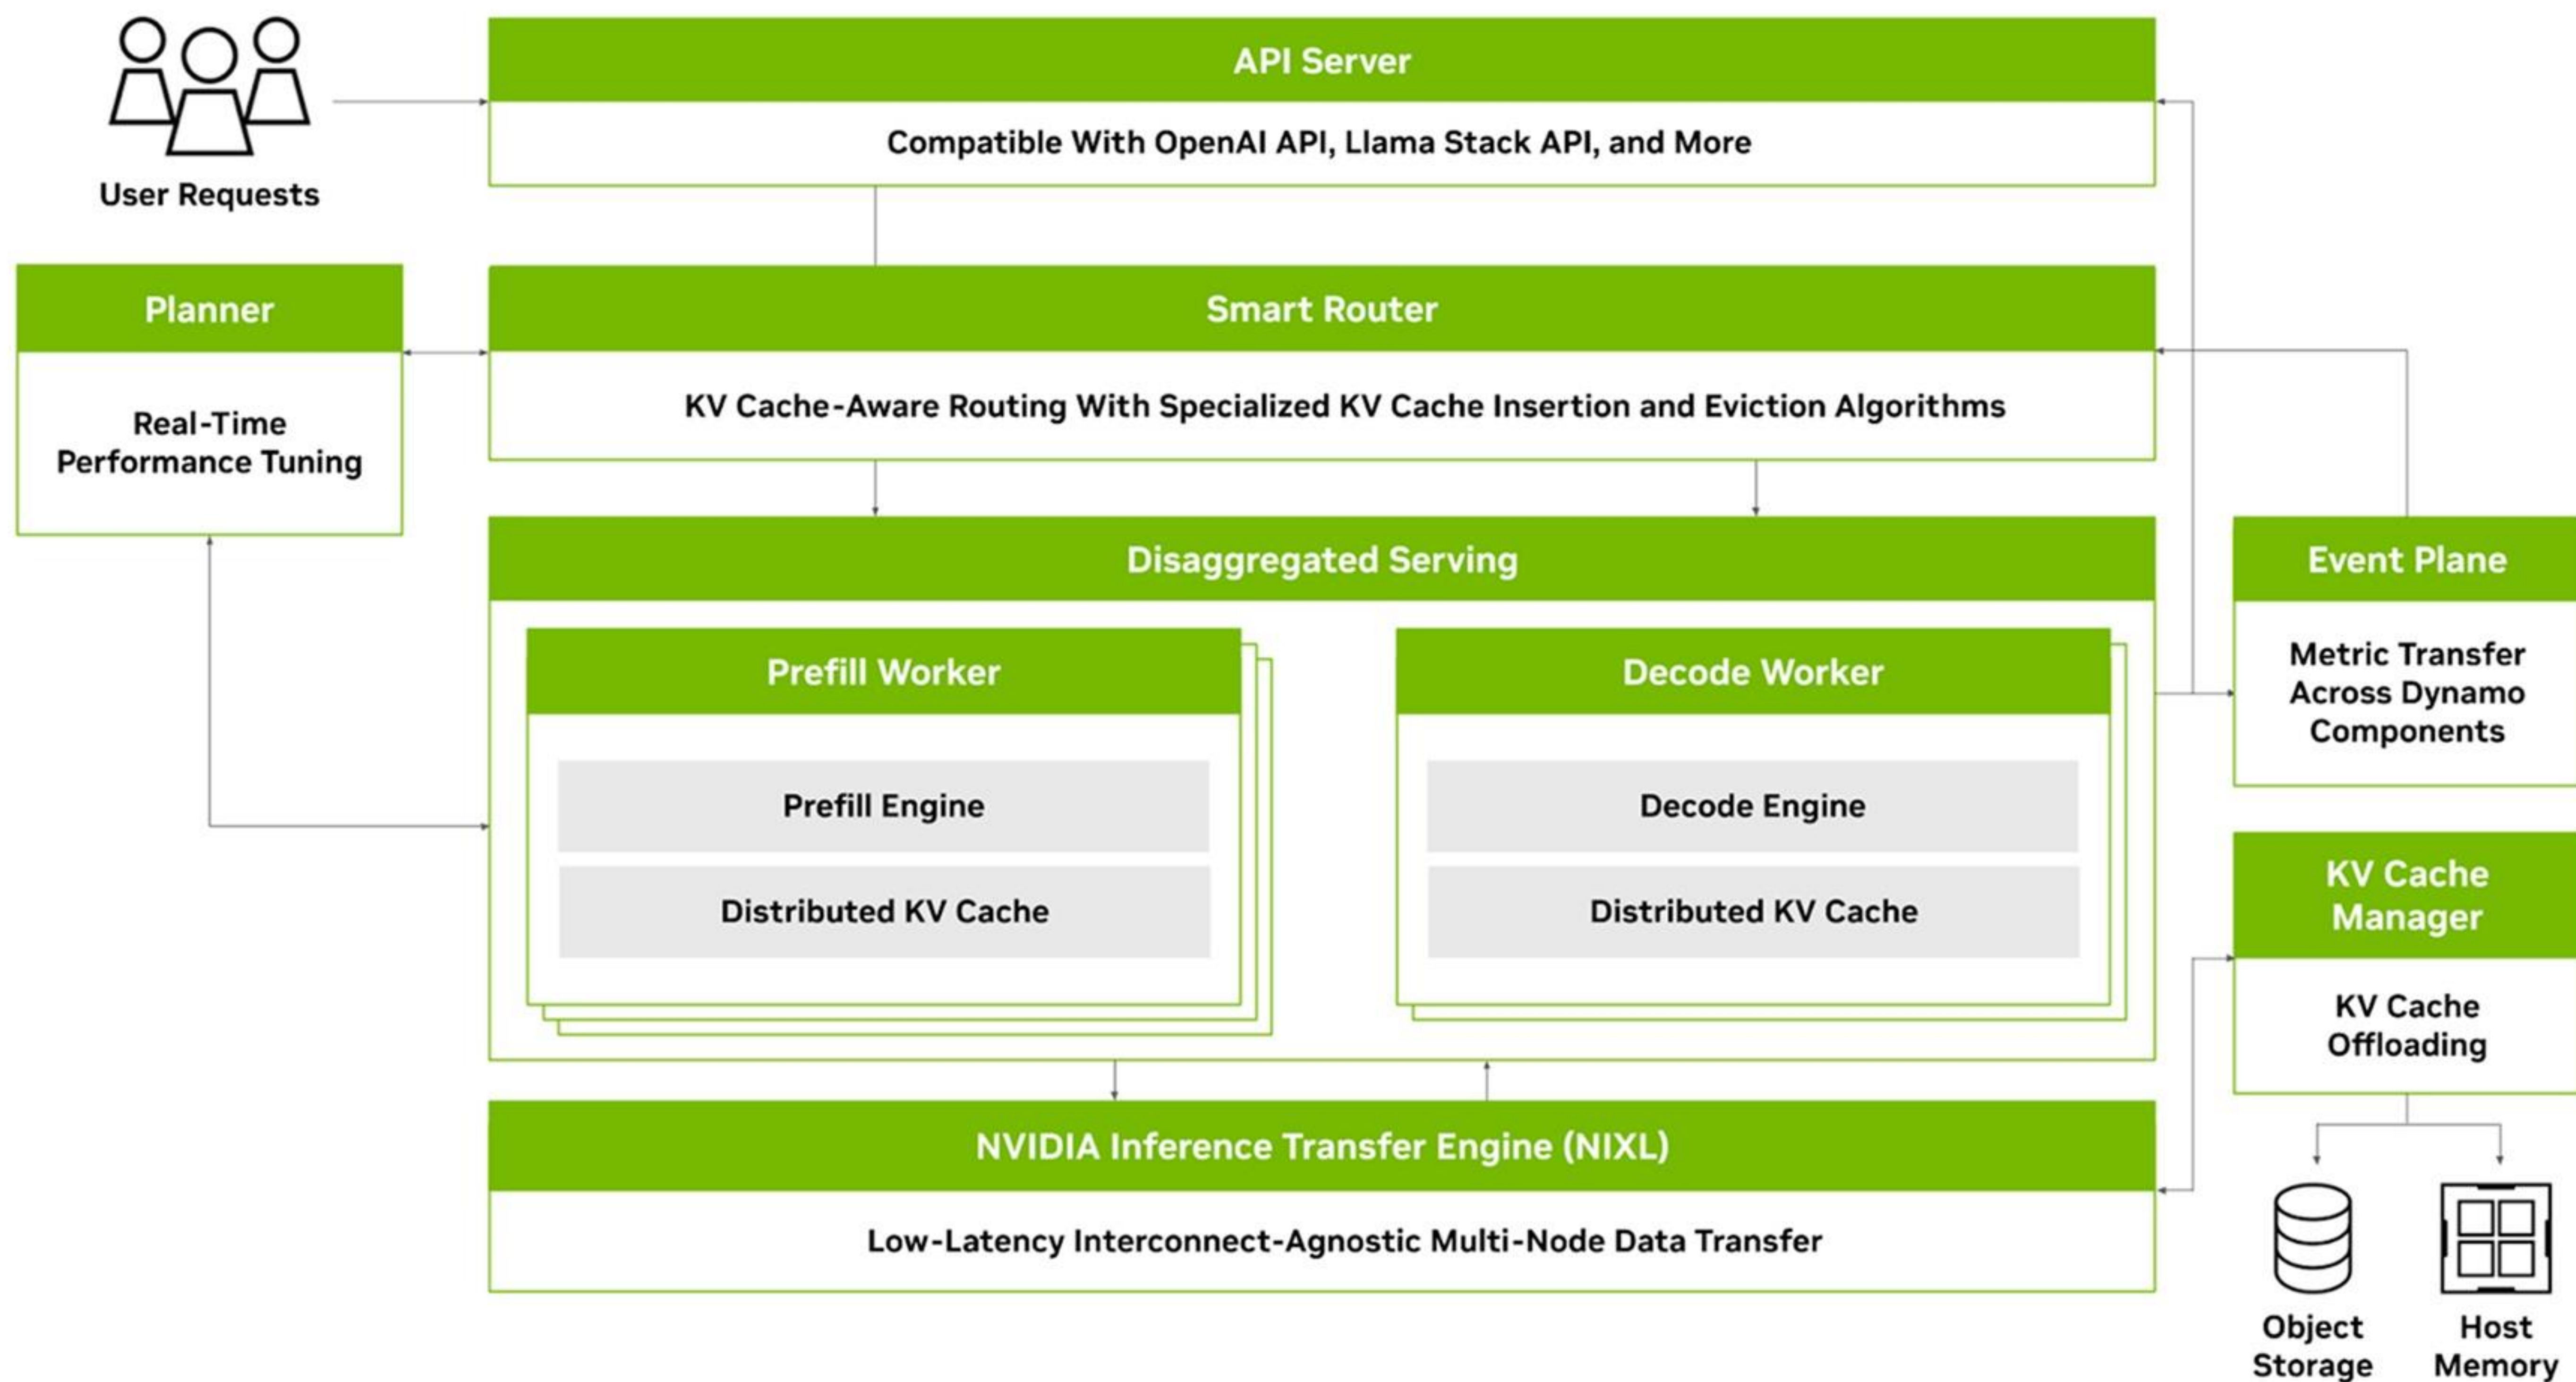 User Requests
API Server
Compatible With OpenAI API, Llama Stack API, and More
Planner
Real-Time
Performance Tuning
Smart Router
KV Cache-Aware Routing With Specialized KV Cache Insertion and Eviction Algorithms
Disaggregated Serving
Prefill Worker
Prefill Engine
Distributed KV Cache
Decode Worker
Decode Engine
Distributed KV Cache
Event Plane
Metric Transfer
Across Dynamo
Components
KV Cache
Manager
KV Cache
Offloading
NVIDIA Inference Transfer Engine (NIXL)
Low-Latency Interconnect-Agnostic Multi-Node Data Transfer
Object
Storage
Host
Memory